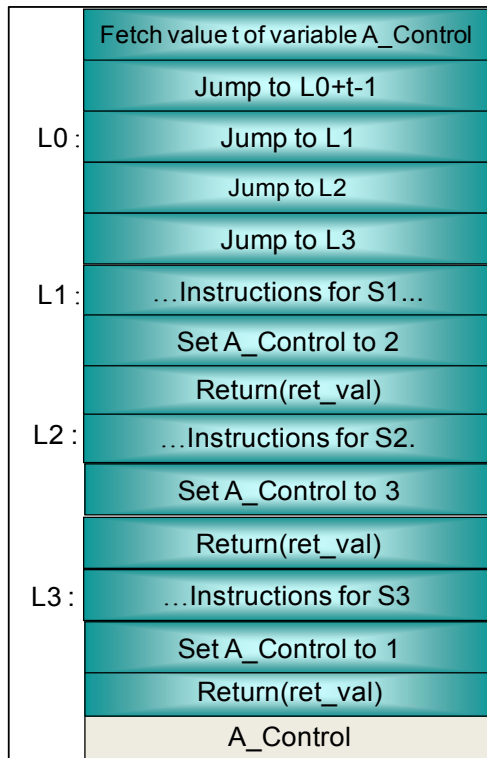 Fetch value t of variable A_Control
Jump to L0+t-1
L0 : Jump to L1
Jump to L2
Jump to L3
L1 : ...Instructions for S1...
Set A_Control to 2
Return(ret_val)
L2 : ...Instructions for S2.
Set A_Control to 3
Return(ret_val)
L3 : ...Instructions for S3
Set A_Control to 1
Return(ret_val)
A_Control